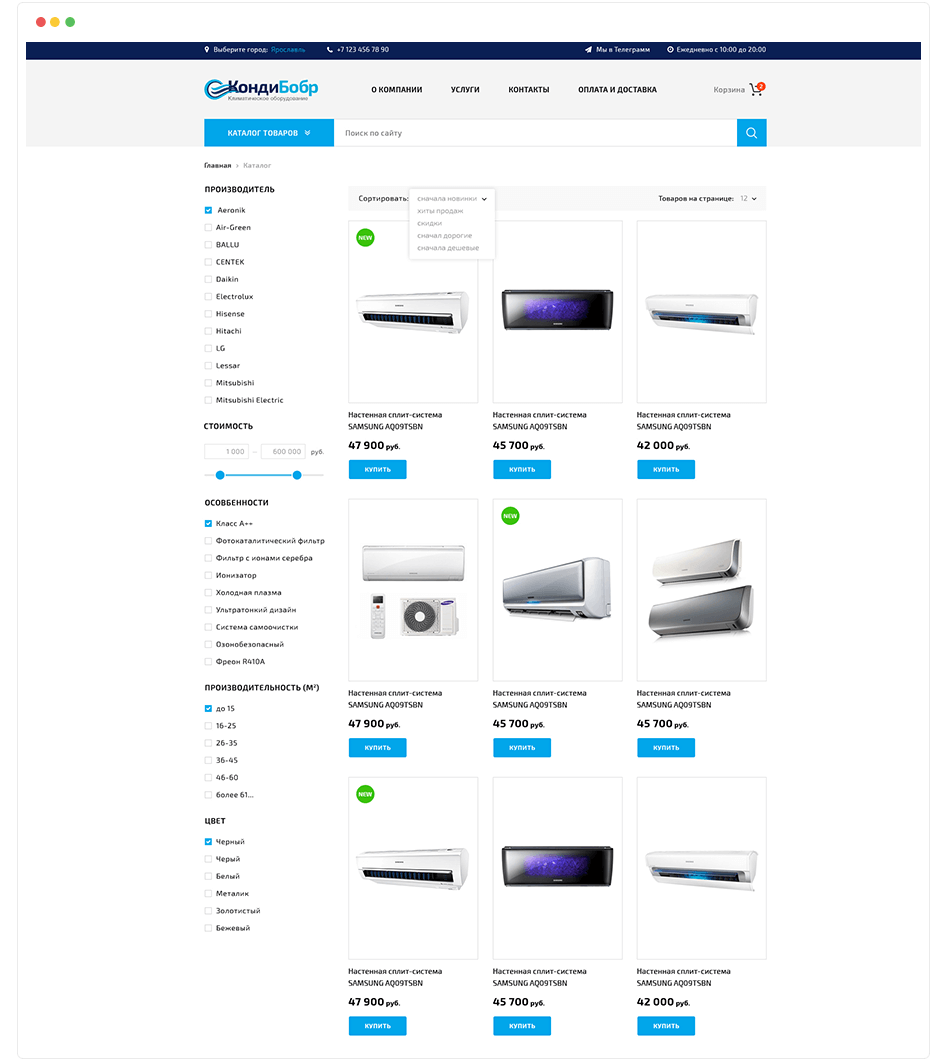 Выберите город: Ярославль +7 123 456 78 90 Мы в Телеграмм Ежедневно с 10:00 до 20:00
КондиБобр
Климатическое оборудование
О КОМПАНИИ УСЛУГИ КОНТАКТЫ ОПЛАТА И ДОСТАВКА Корзина 2
КАТАЛОГ ТОВАРОВ Поиск по сайту
Главная > Каталог
ПРОИЗВОДИТЕЛЬ
Aeronik
Air-Green
BALLU
CENTEK
Daikin
Electrolux
Hisense
Hitachi
LG
Lessar
Mitsubishi
Mitsubishi Electric
СТОИМОСТЬ
1 000 – 600 000 руб.
ОСОБЕННОСТИ
Класс А++
Фотокаталитический фильтр
Фильтр с ионами серебра
Ионизатор
Холодная плазма
Ультратонкий дизайн
Система самоочистки
Озонобезопасный
Фреон R410A
ПРОИЗВОДИТЕЛЬНОСТЬ (М²)
до 15
16-25
26-35
36-45
46-60
более 61...
ЦВЕТ
Черный
Черый
Белый
Металик
Золотистый
Бежевый
Сортировать: сначала новинки
хиты продаж
скидки
сначал дорогие
сначала дешевые
Товаров на странице: 12
NEW
Настенная сплит-система
SAMSUNG AQ09TSBN
47 900 руб.
КУПИТЬ
Настенная сплит-система
SAMSUNG AQ09TSBN
45 700 руб.
КУПИТЬ
Настенная сплит-система
SAMSUNG AQ09TSBN
42 000 руб.
КУПИТЬ
SAMSUNG
Настенная сплит-система
SAMSUNG AQ09TSBN
47 900 руб.
КУПИТЬ
NEW
Настенная сплит-система
SAMSUNG AQ09TSBN
45 700 руб.
КУПИТЬ
Настенная сплит-система
SAMSUNG AQ09TSBN
45 700 руб.
КУПИТЬ
NEW
Настенная сплит-система
SAMSUNG AQ09TSBN
47 900 руб.
КУПИТЬ
Настенная сплит-система
SAMSUNG AQ09TSBN
45 700 руб.
КУПИТЬ
Настенная сплит-система
SAMSUNG AQ09TSBN
42 000 руб.
КУПИТЬ